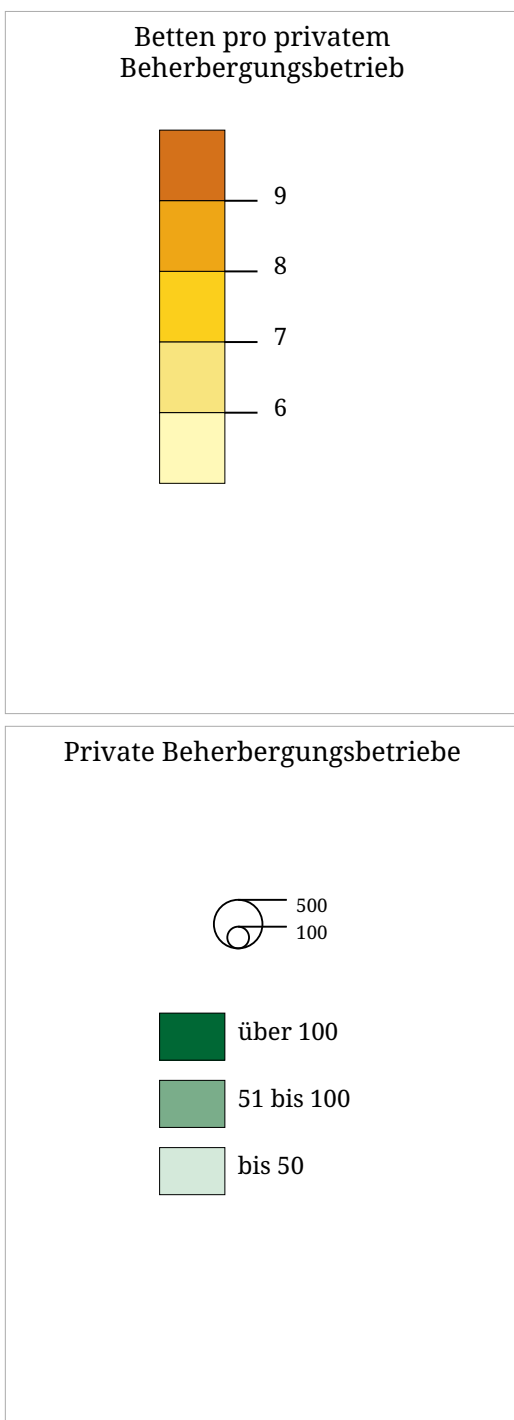 Betten pro privatem
Beherbergungsbetrieb
9
8
7
6
Private Beherbergungsbetriebe
500
100
über 100
51 bis 100
bis 50